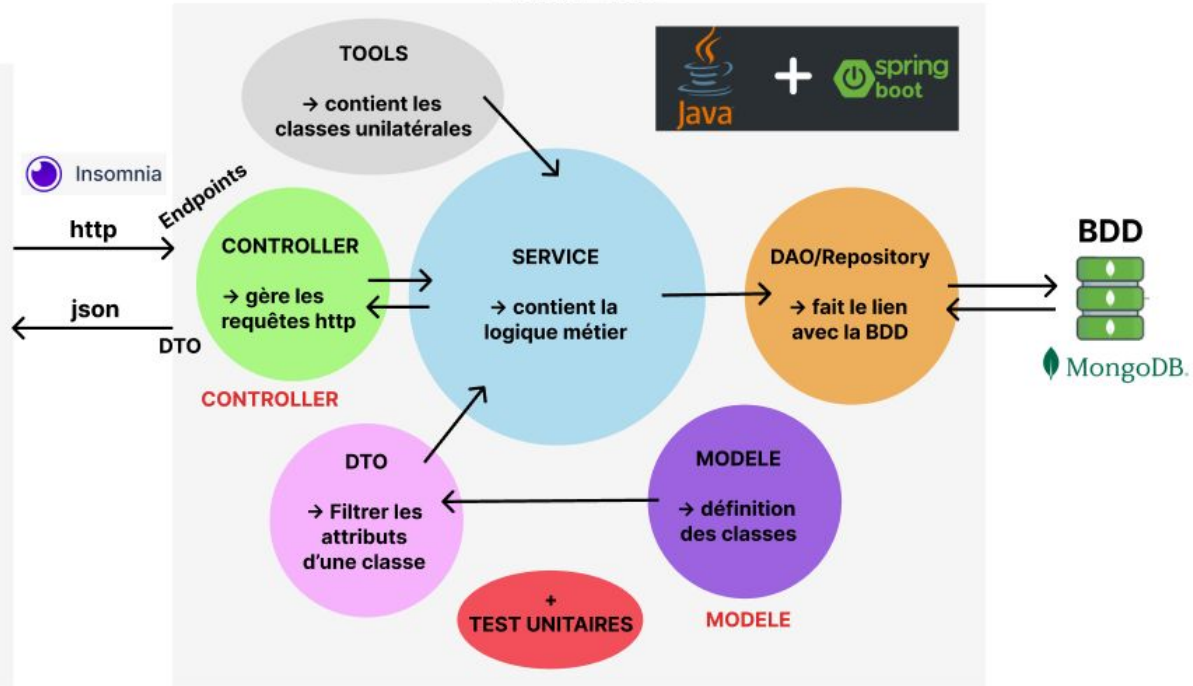 TOOLS
→ contient les
classes unilatérales
Java
+
spring
boot
Insomnia
Endpoints
http
json
DTO
CONTROLLER
→ gère les
requêtes http
CONTROLLER
SERVICE
→ contient la
logique métier
DAO/Repository
→ fait le lien
avec la BDD
BDD
MongoDB.
DTO
→ Filtrer les
attributs
d'une classe
MODELE
→ définition
des classes
MODELE
+
TEST UNITAIRES